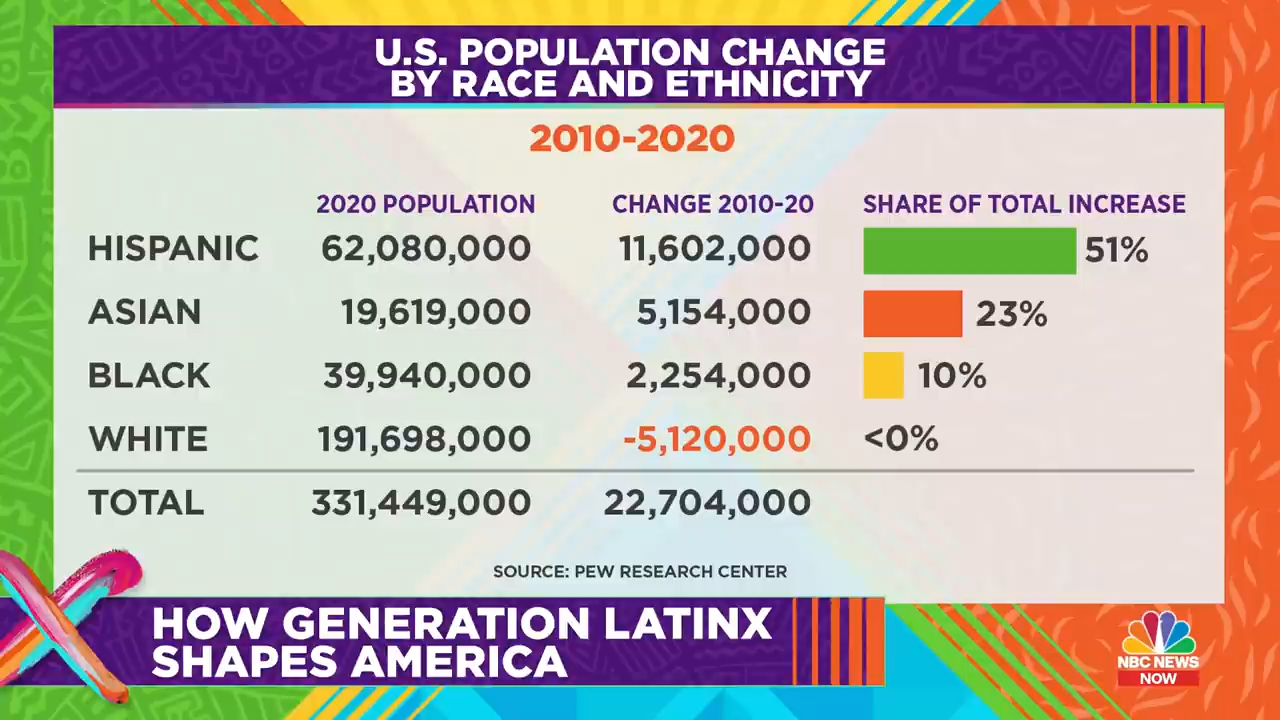 U.S. POPULATION CHANGE
BY RACE AND ETHNICITY
2010-2020
2020 POPULATION CHANGE 2010-20 SHARE OF TOTAL INCREASE
HISPANIC 62,080,000 11,602,000 51%
ASIAN 19,619,000 5,154,000 23%
BLACK 39,940,000 2,254,000 10%
WHITE 191,698,000 -5,120,000 <0%
TOTAL 331,449,000 22,704,000
SOURCE: PEW RESEARCH CENTER
HOW GENERATION LATINX
SHAPES AMERICA
NBC NEWS
NOW